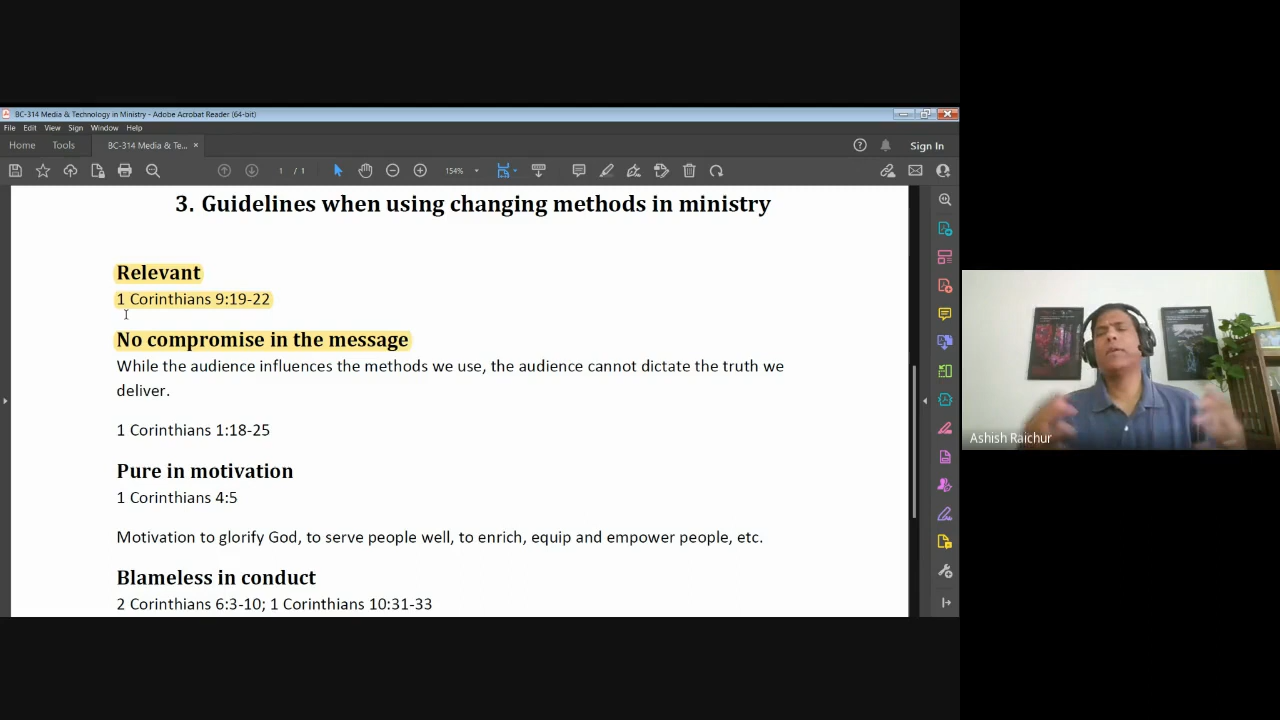 BC-314 Media & Technology in Ministry - Adobe Acrobat Reader (64-bit)
File Edit View Sign Window Help
Home Tools BC-314 Media & Te... × Sign In
1 / 1 154%
3. Guidelines when using changing methods in ministry
Relevant
1 Corinthians 9:19-22
No compromise in the message
While the audience influences the methods we use, the audience cannot dictate the truth we
deliver.
1 Corinthians 1:18-25
Pure in motivation
1 Corinthians 4:5
Motivation to glorify God, to serve people well, to enrich, equip and empower people, etc.
Blameless in conduct
2 Corinthians 6:3-10; 1 Corinthians 10:31-33
Ashish Raichur